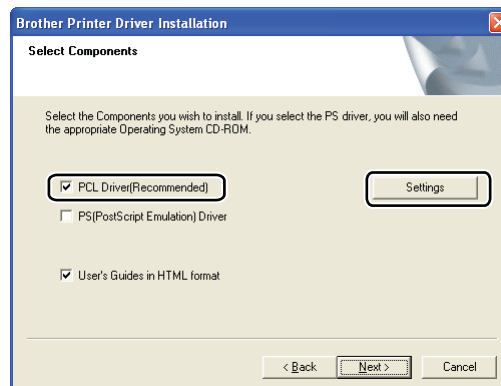 Brother Printer Driver Installation
Select Components
Select the Components you wish to install. If you select the PS driver, you will also need
the appropriate Operating System CD-ROM.
PCL Driver(Recommended)
Settings
PS(PostScript Emulation) Driver
User's Guides in HTML format
< Back
Next >
Cancel